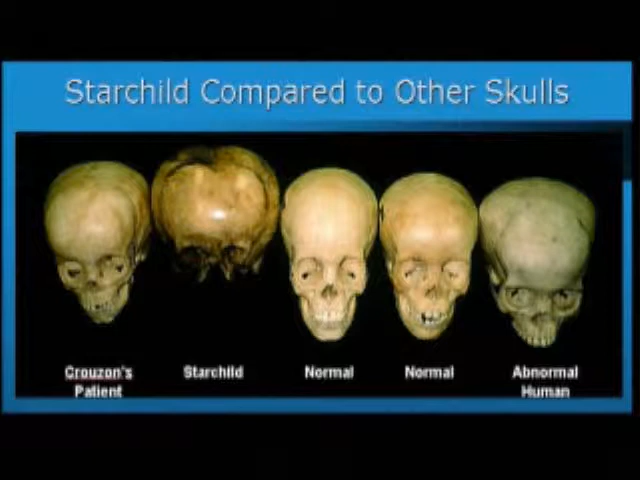 Starchild Compared to Other Skulls
Crouzon's Patient
Starchild
Normal
Normal
Abnormal Human